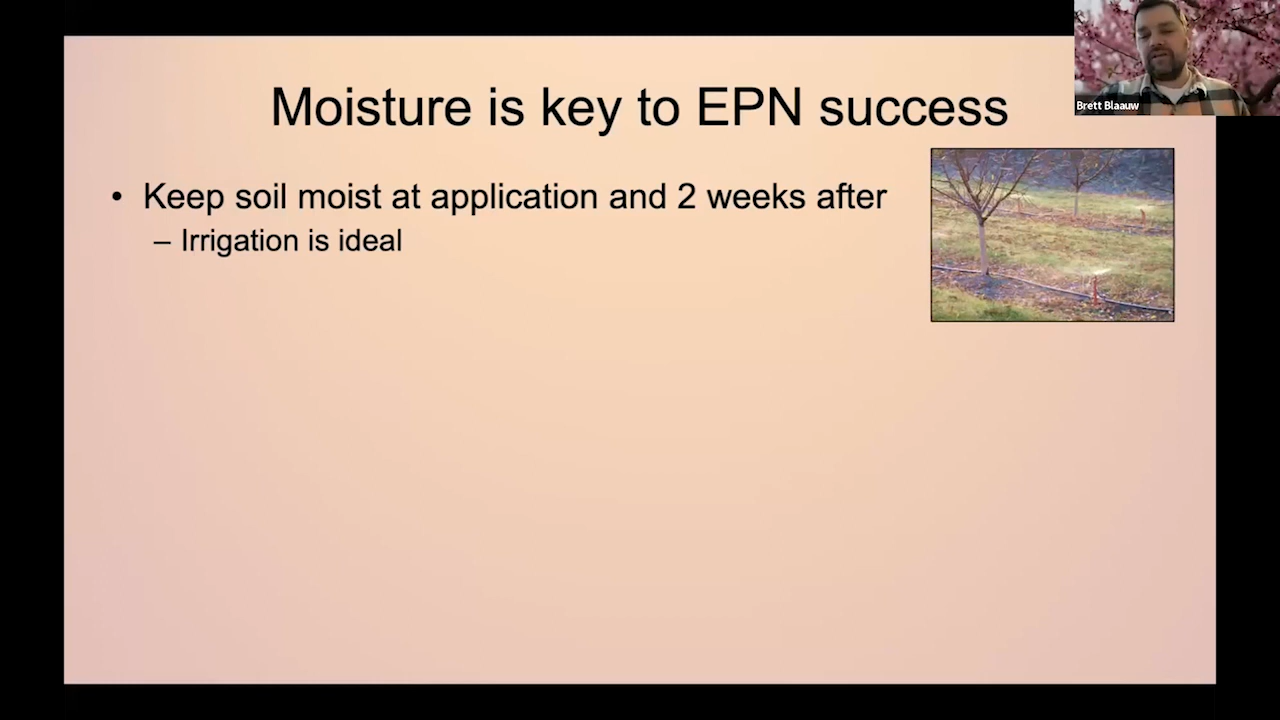 Moisture is key to EPN success
Brett Blaauw
• Keep soil moist at application and 2 weeks after
– Irrigation is ideal